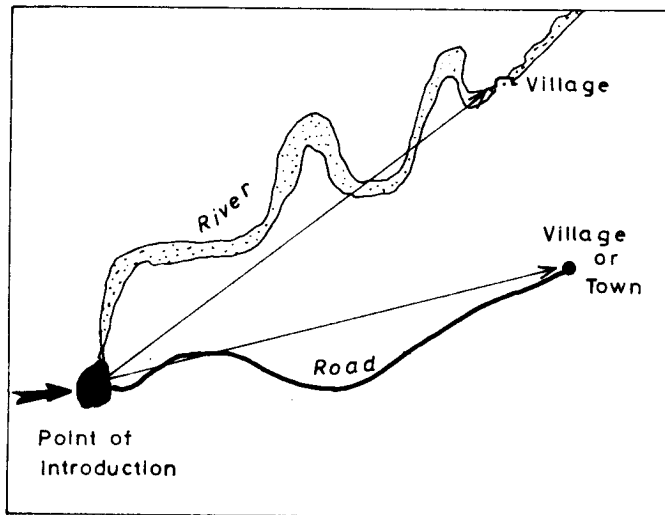 Village
River
Village
or
Town
Road
Point of
Introduction